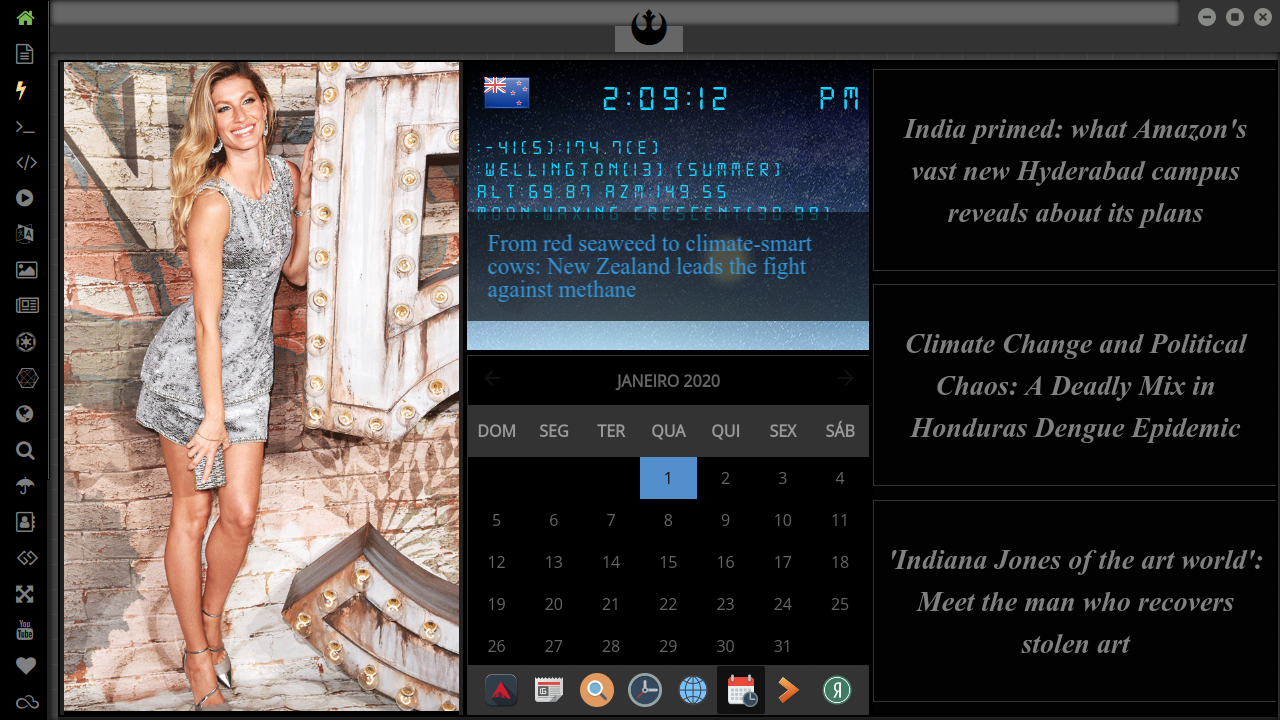 2:09:12 PM
:-41(S):174.7(E)
:WELLINGTON(13) (SUMMER)
ALT:69.87 AZM:149.55
MOON:WAXING CRESCENT(30.99)
From red seaweed to climate-smart
cows: New Zealand leads the fight
against methane
JANEIRO 2020
DOM SEG TER QUA QUI SEX SÁB
1 2 3 4
5 6 7 8 9 10 11
12 13 14 15 16 17 18
19 20 21 22 23 24 25
26 27 28 29 30 31
India primed: what Amazon's
vast new Hyderabad campus
reveals about its plans
Climate Change and Political
Chaos: A Deadly Mix in
Honduras Dengue Epidemic
'Indiana Jones of the art world':
Meet the man who recovers
stolen art
You
Tube